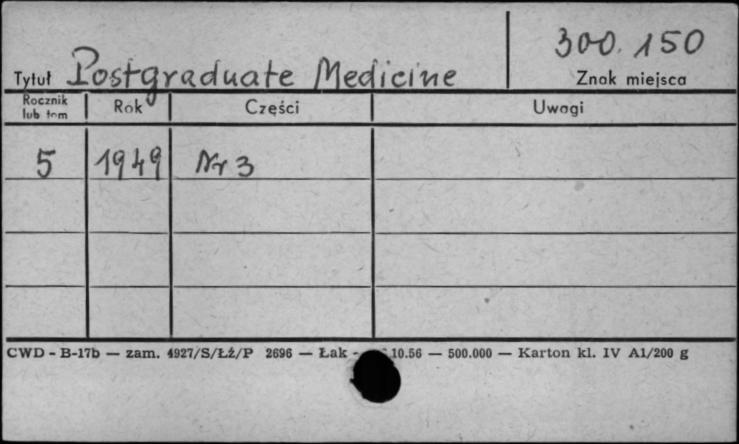 300.150
Tytuł Postgraduate Medicine Znak miejsca
Rocznik lub tom Rok Części Uwagi
5 1949 Nr 3
CWD - B-17b — zam. 4927/S/ŁŻ/P 2696 — Łak - 10.56 — 500.000 — Karton kl. IV A1/200 g